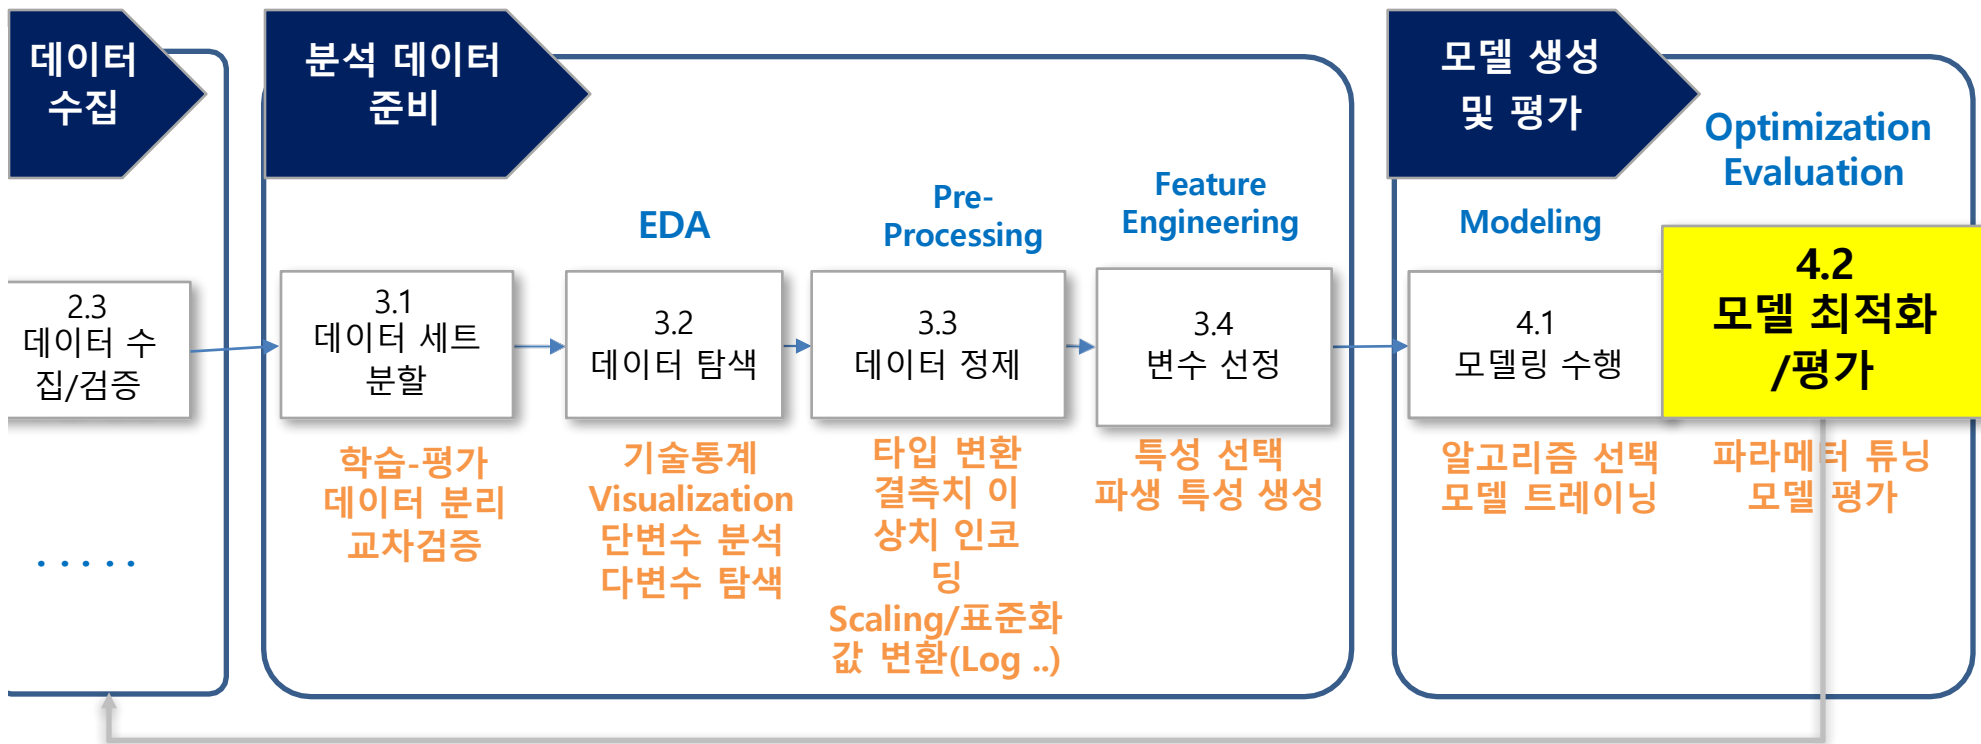 데이터
수집
분석 데이터
준비
모델 생성
및 평가
Optimization
Evaluation
EDA
Pre-
Processing
Feature
Engineering
Modeling
2.3
데이터 수
집/검증
3.1
데이터 세트
분할
3.2
데이터 탐색
3.3
데이터 정제
3.4
변수 선정
4.1
모델링 수행
4.2
모델 최적화
/평가
학습-평가
데이터 분리
교차검증
기술통계
Visualization
단변수 분석
다변수 탐색
타입 변환
결측치 이
상치 인코
딩
Scaling/표준화
값 변환(Log ..)
특성 선택
파생 특성 생성
알고리즘 선택
모델 트레이닝
파라메터 튜닝
모델 평가
. . . . .